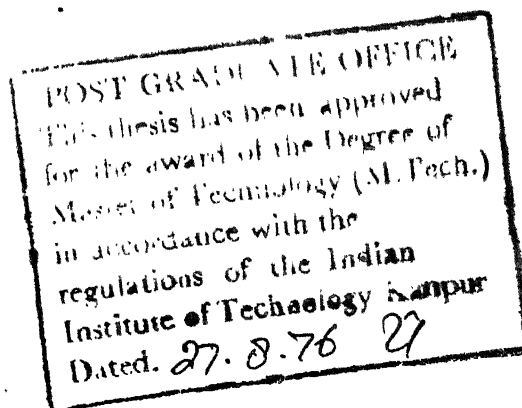 POST GRADUATE OFFICE
This thesis has been approved
for the award of the Degree of
Master of Technology (M.Tech.)
in accordance with the
regulations of the Indian
Institute of Technology Kanpur
Dated. 27.8.76 21